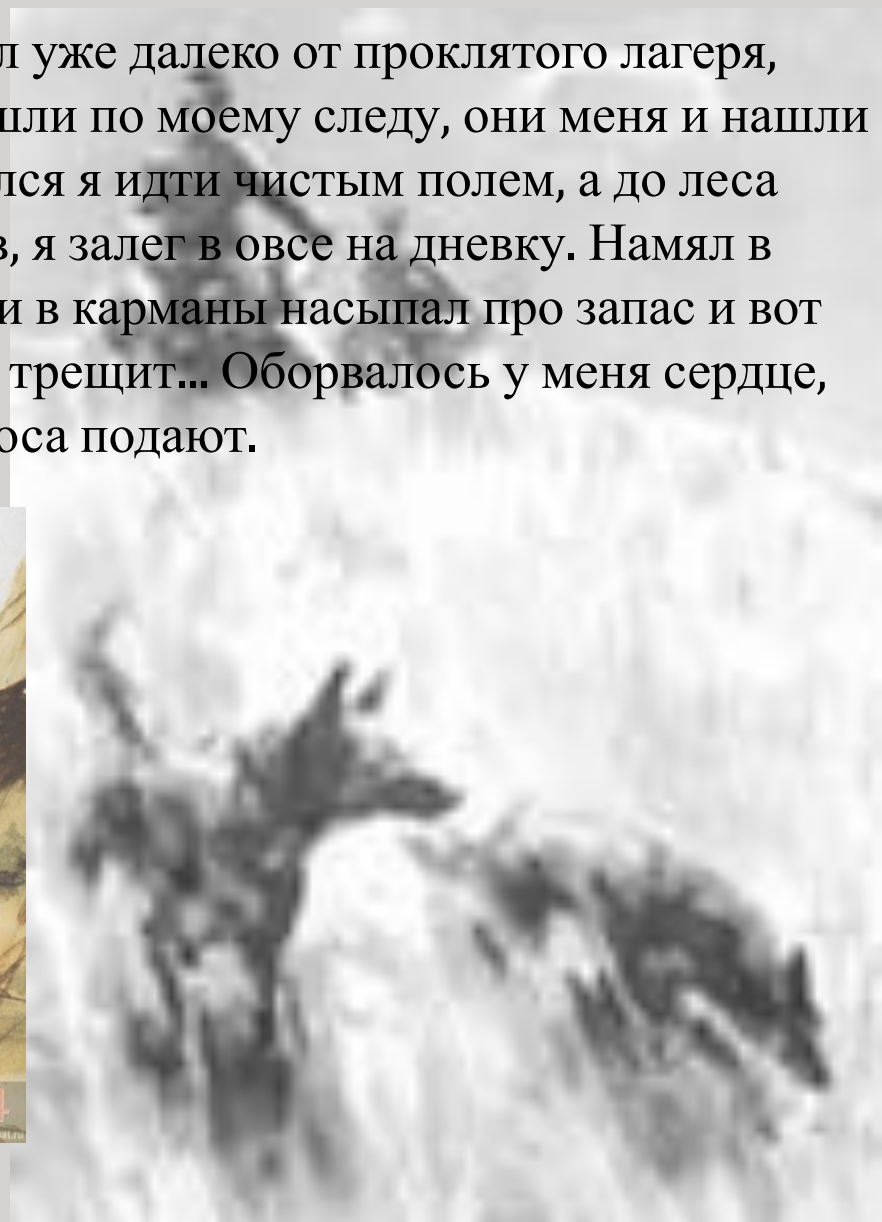 л уже далеко от проклятого лагеря,
шли по моему следу, они меня и нашли
лся я идти чистым полем, а до леса
в, я залег в овсе на дневку. Намял в
и в карманы насыпал про запас и вот
трещит... Оборвалось у меня сердце,
оса подают.
4